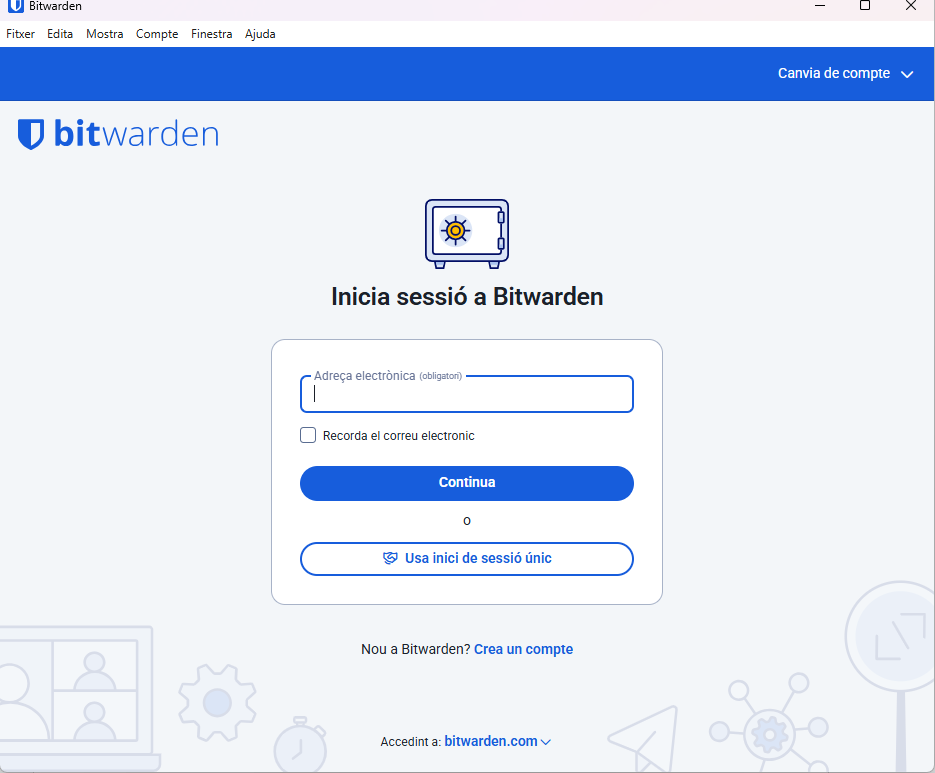 Bitwarden
Fitxer Edita Mostra Compte Finestra Ajuda
Canvia de compte
bitwarden
Inicia sessió a Bitwarden
Adreça electrònica (obligatori)
Recorda el correu electronic
Continua
o
Usa inici de sessió únic
Nou a Bitwarden? Crea un compte
Accedint a: bitwarden.com